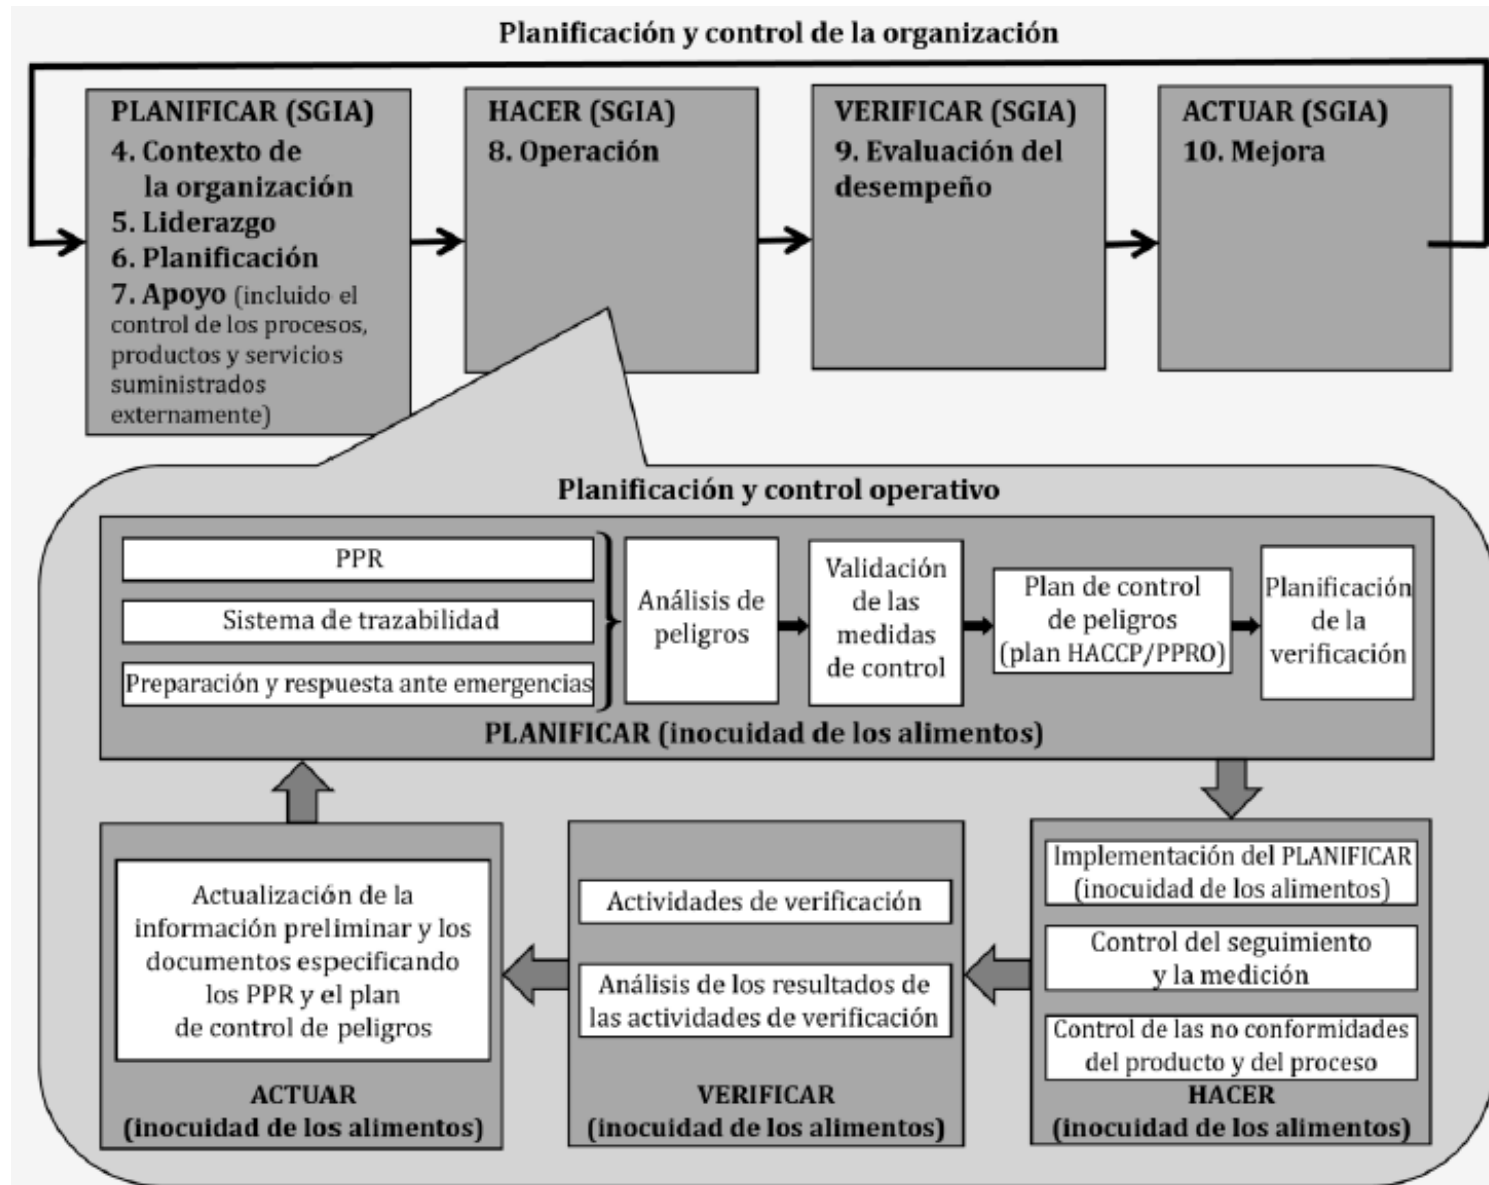 Planificación y control de la organización
PLANIFICAR (SGIA)
4. Contexto de
la organización
5. Liderazgo
6. Planificación
7. Apoyo (incluido el
control de los procesos,
productos y servicios
suministrados
externamente)
HACER (SGIA)
8. Operación
VERIFICAR (SGIA)
9. Evaluación del
desempeño
ACTUAR (SGIA)
10. Mejora
Planificación y control operativo
PPR
Sistema de trazabilidad
Preparación y respuesta ante emergencias
Análisis de
peligros
Validación
de las
medidas
de control
Plan de control
de peligros
(plan HACCP/PPRO)
Planificación
de la
verificación
PLANIFICAR (inocuidad de los alimentos)
Implementación del PLANIFICAR
(inocuidad de los alimentos)
Control del seguimiento
y la medición
Control de las no conformidades
del producto y del proceso
HACER
(inocuidad de los alimentos)
Actividades de verificación
Análisis de los resultados de
las actividades de verificación
VERIFICAR
(inocuidad de los alimentos)
Actualización de la
información preliminar y los
documentos especificando
los PPR y el plan
de control de peligros
ACTUAR
(inocuidad de los alimentos)